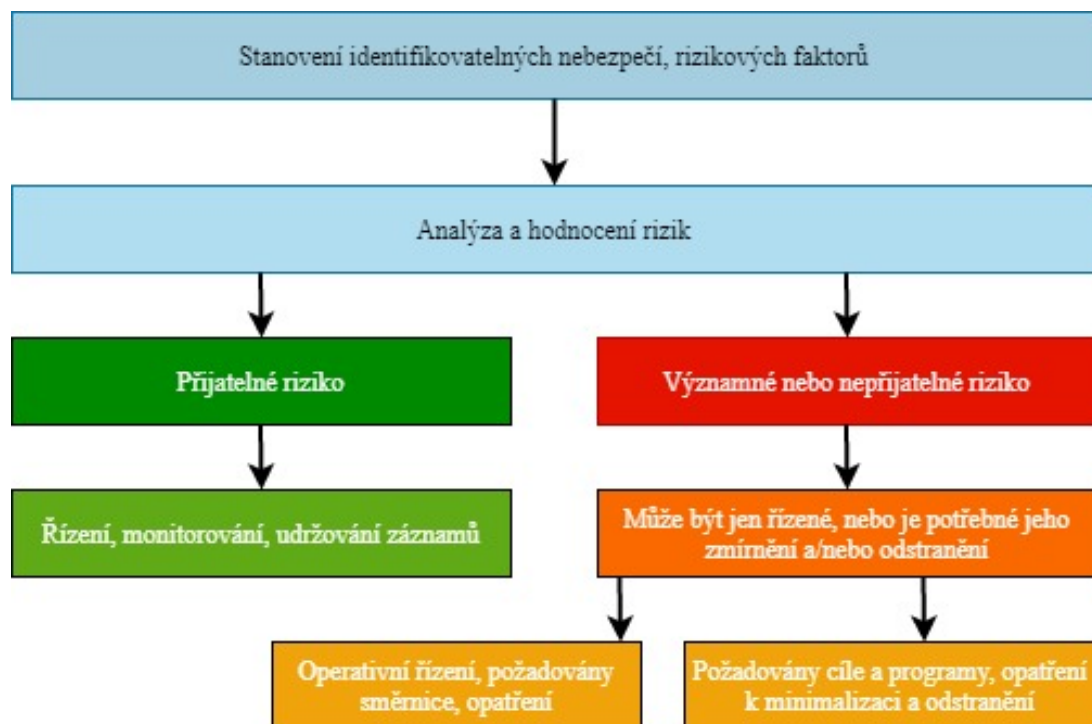 Stanovení identifikovatelných nebezpečí, rizikových faktorů
Analýza a hodnocení rizik
Přijatelné riziko
Významné nebo nepřijatelné riziko
Řízení, monitorování, udržování záznamů
Může být jen řízené, nebo je potřebné jeho
zmírnění a/nebo odstranění
Operativní řízení, požadovány
směrnice, opatření
Požadovány cíle a programy, opatření
k minimalizaci a odstranění